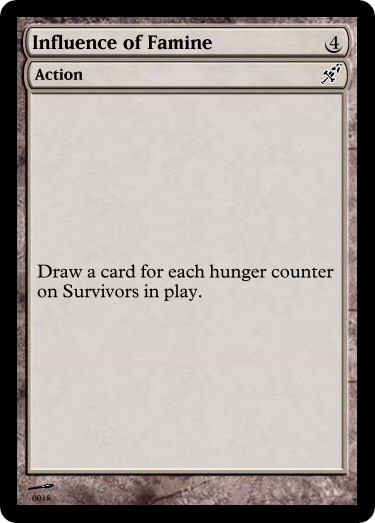 Influence of Famine 4
Action
Draw a card for each hunger counter
on Survivors in play.
0018